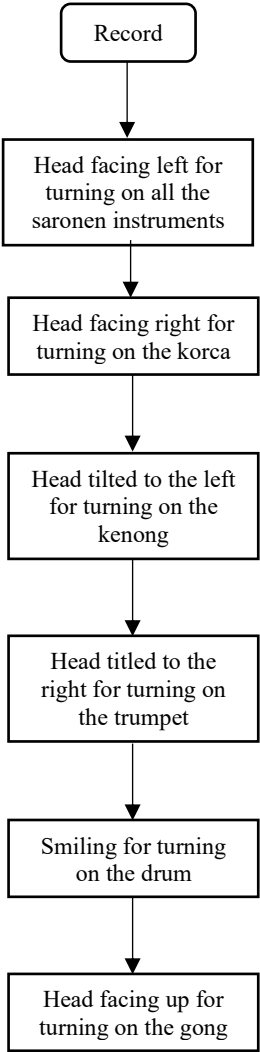 Record
Head facing left for
turning on all the
saronen instruments
Head facing right for
turning on the korca
Head tilted to the left
for turning on the
kenong
Head titled to the
right for turning on
the trumpet
Smiling for turning
on the drum
Head facing up for
turning on the gong